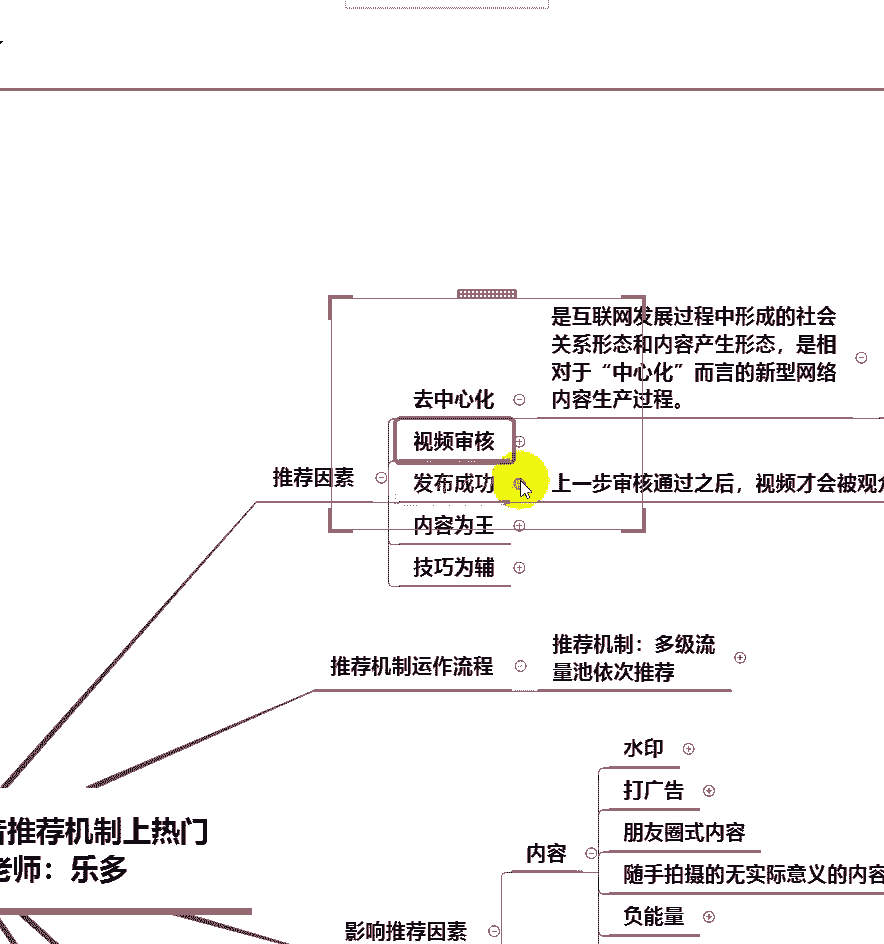 是互联网发展过程中形成的社会
关系形态和内容产生形态，是相
对于“中心化”而言的新型网络
内容生产过程。
去中心化
视频审核
推荐因素
发布成功
上一步审核通过之后，视频才会被观
内容为王
技巧为辅
推荐机制：多级流
量池依次推荐
推荐机制运作流程
水印
打广告
推荐机制上热门
朋友圈式内容
内容
老师：乐多
随手拍摄的无实际意义的内容
负能量
影响推荐因素